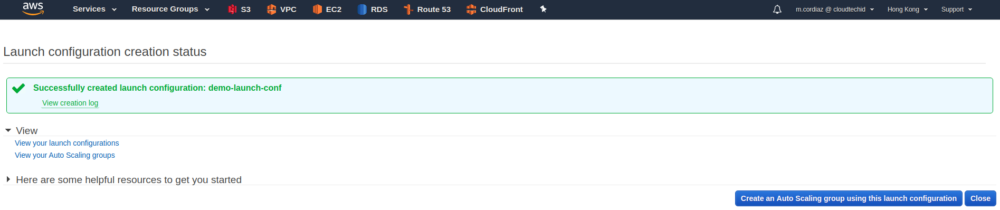 aws Services Resource Groups S3 VPC EC2 RDS Route 53 CloudFront m.cordiaz @ cloudtechid Hong Kong Support
Launch configuration creation status
Successfully created launch configuration: demo-launch-conf
View creation log
View
View your launch configurations
View your Auto Scaling groups
Here are some helpful resources to get you started
Create an Auto Scaling group using this launch configuration Close